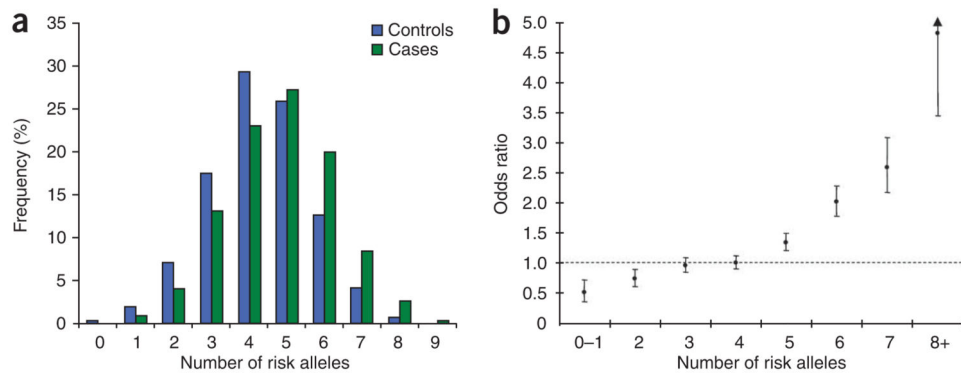 a
35
30
25
20
15
10
5
0
Frequency (%)
Controls
Cases
0 1 2 3 4 5 6 7 8 9
Number of risk alleles
b
5.0
4.5
4.0
3.5
3.0
2.5
2.0
1.5
1.0
0.5
0
Odds ratio
0–1 2 3 4 5 6 7 8+
Number of risk alleles